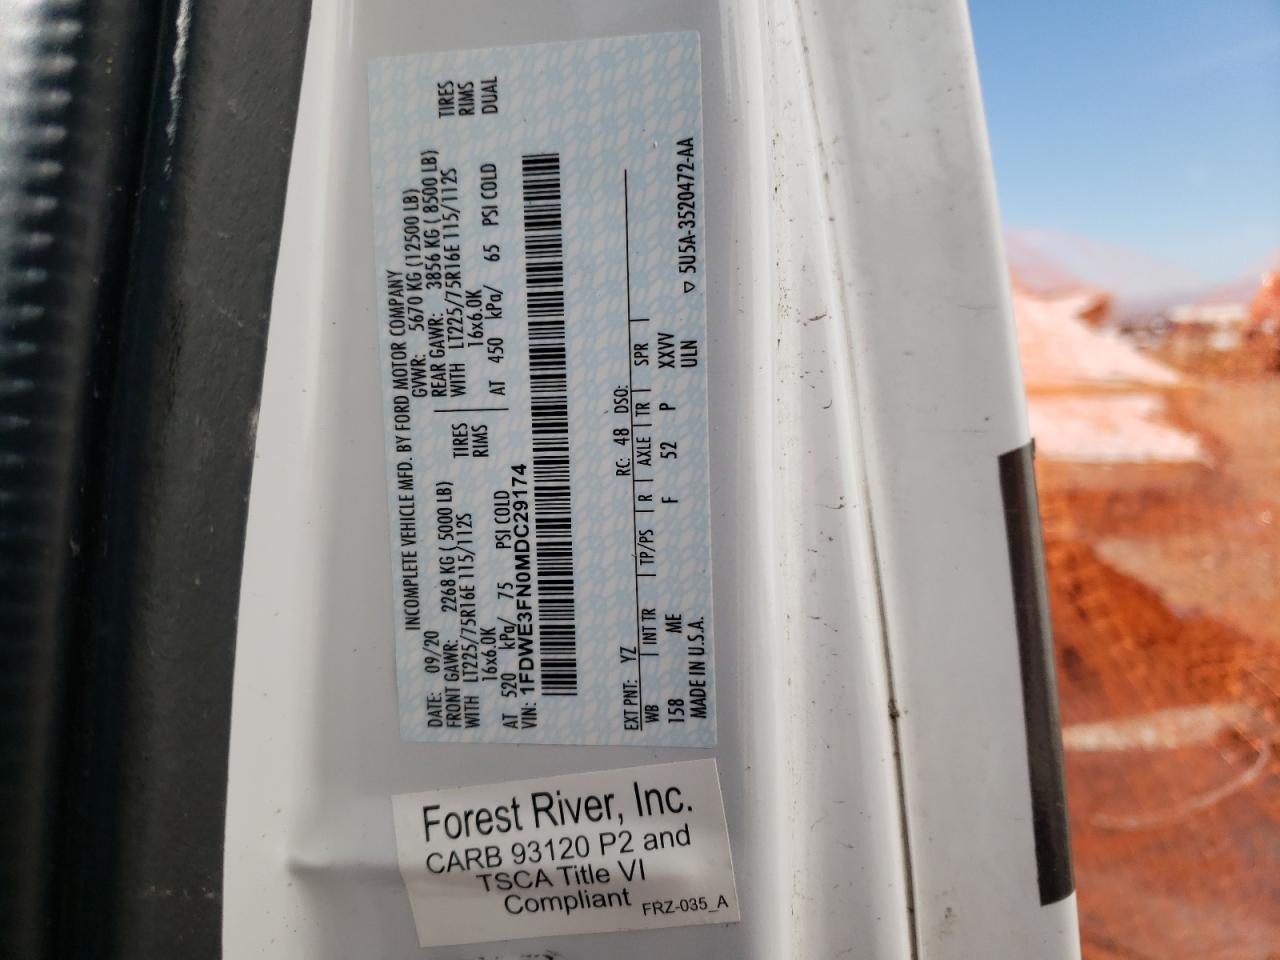 INCOMPLETE VEHICLE MFD. BY FORD MOTOR COMPANY
DATE: 09/20 GVWR: 5670 KG (12500 LB)
FRONT GAWR: 2268 KG ( 5000 LB) REAR GAWR: 3856 KG ( 8500 LB)
WITH LT225/75R16E 115/112S TIRES WITH LT225/75R16E 115/112S TIRES
16x6.0K RIMS 16x6.0K RIMS
AT 520 kPa/ 75 PSI COLD AT 450 kPa/ 65 PSI COLD DUAL
VIN: 1FDWE3FN0MDC29174
EXT PNT: YZ RC: 48 DSO:
WB | INT TR | TP/PS | R | AXLE | TR | SPR |
158 ME F 52 P XXVV
MADE IN U.S.A. ULN ▽ 5U5A-3520472-AA
Forest River, Inc.
CARB 93120 P2 and
TSCA Title VI
Compliant FRZ-035_A